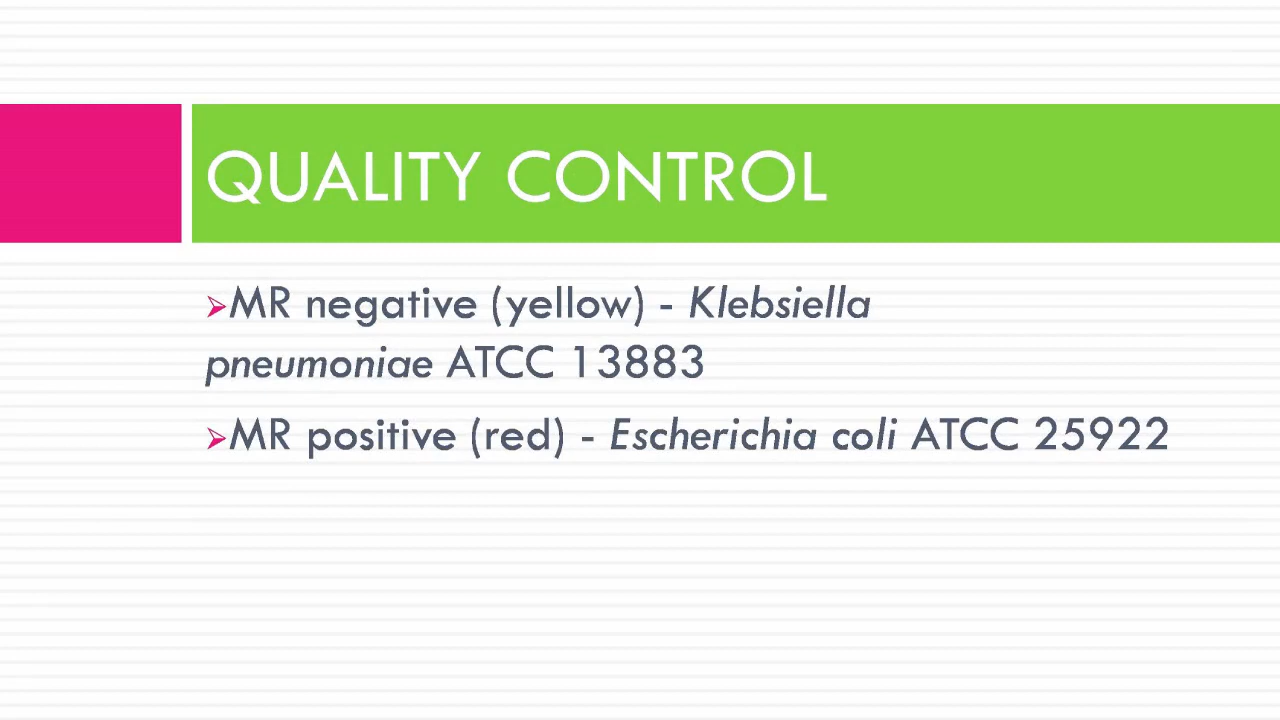 QUALITY CONTROL
➢MR negative (yellow) - Klebsiella
pneumoniae ATCC 13883
➢MR positive (red) - Escherichia coli ATCC 25922